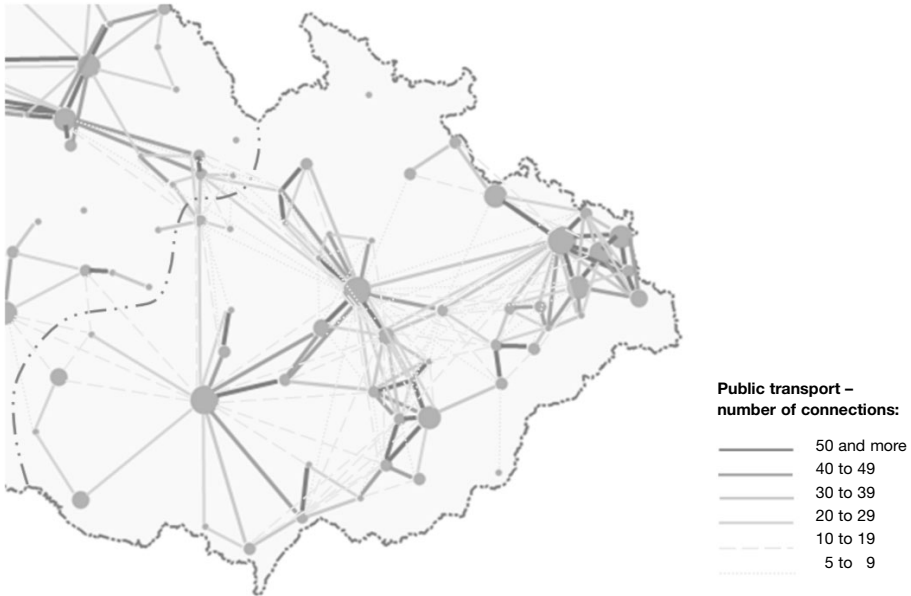 Public transport –
number of connections:
50 and more
40 to 49
30 to 39
20 to 29
10 to 19
5 to 9